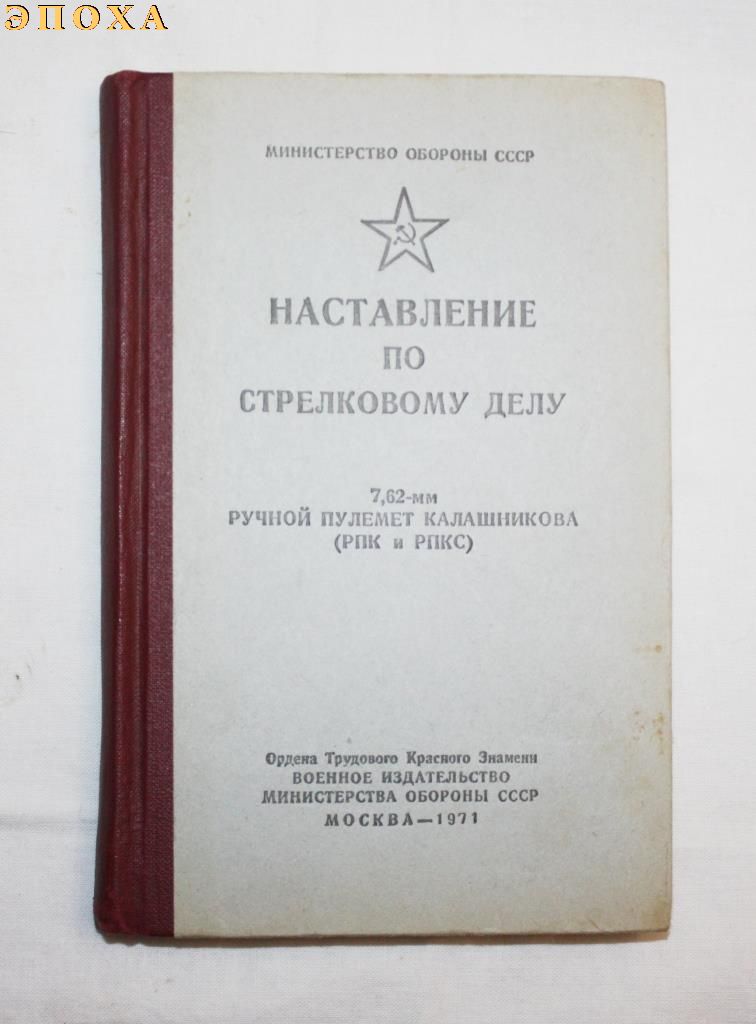 ЭПОХА
МИНИСТЕРСТВО ОБОРОНЫ СССР
НАСТАВЛЕНИЕ
ПО
СТРЕЛКОВОМУ ДЕЛУ
7,62-мм
РУЧНОЙ ПУЛЕМЕТ КАЛАШНИКОВА
(РПК и РПКС)
Ордена Трудового Красного Знамени
ВОЕННОЕ ИЗДАТЕЛЬСТВО
МИНИСТЕРСТВА ОБОРОНЫ СССР
МОСКВА—1971